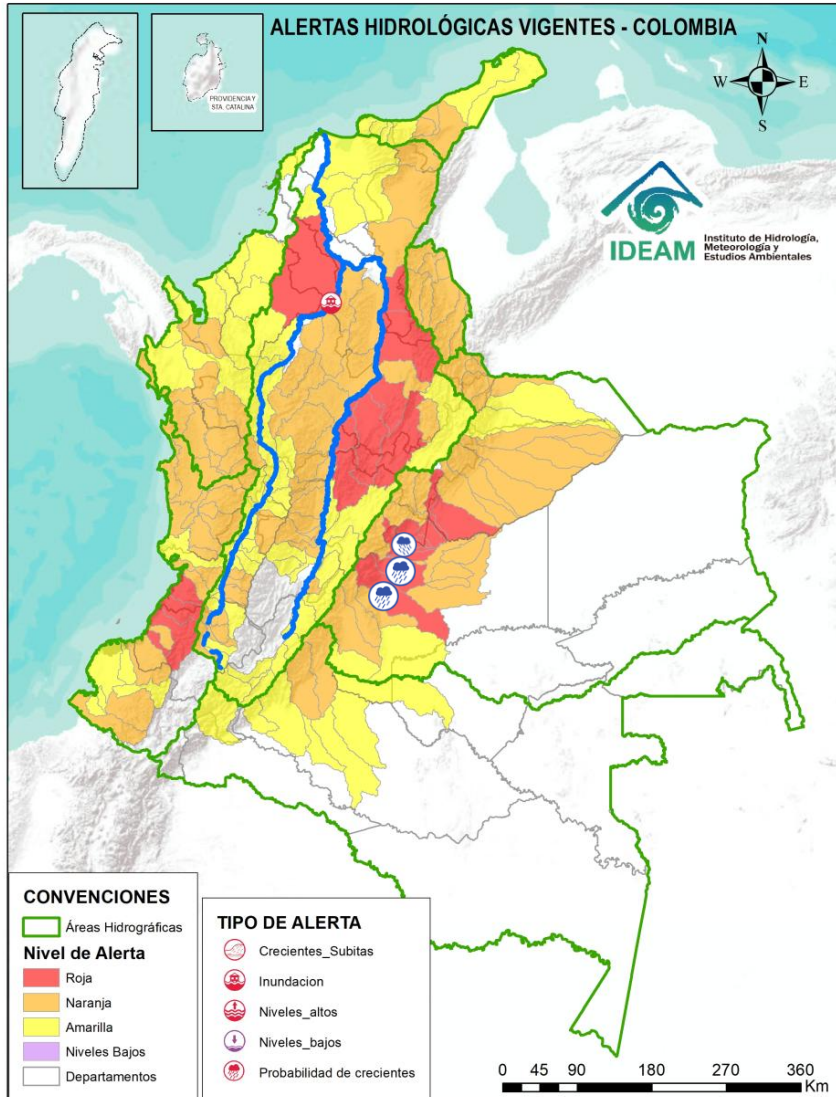 ALERTAS HIDROLÓGICAS VIGENTES - COLOMBIA
PROVIDENCIA Y
STA. CATALINA
N
W
E
S
IDEAM
Instituto de Hidrología,
Meteorología y
Estudios Ambientales
CONVENCIONES
Áreas Hidrográficas
Nivel de Alerta
Roja
Naranja
Amarilla
Niveles Bajos
Departamentos
TIPO DE ALERTA
Crecientes_Subitas
Inundacion
Niveles_altos
Niveles_bajos
Probabilidad de crecientes
0 45 90 180 270 360
Km